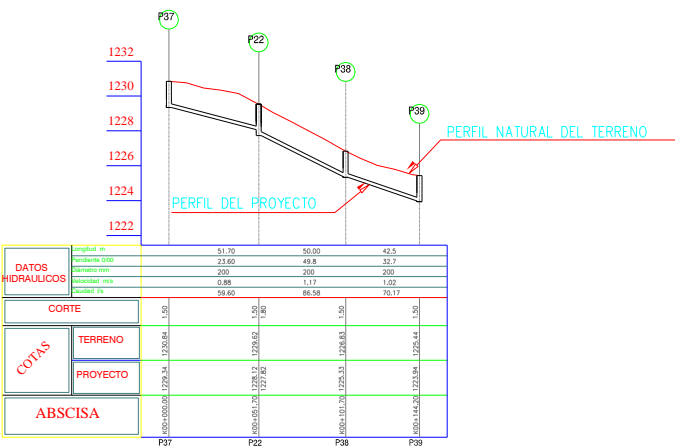 P37
P22
P38
P39
1232
1230
1228
1226
1224
1222
PERFIL NATURAL DEL TERRENO
PERFIL DEL PROYECTO
DATOS HIDRAULICOS
Longitud m 51.70 50.00 42.5
Pendiente 0/00 23.60 49.8 32.7
Diametro mm 200 200 200
Velocidad m/s 0.88 1.17 1.02
Caudal l/s 59.60 86.58 70.17
CORTE 1.50 1.50 1.80 1.50 1.50
COTAS
TERRENO 1230.84 1229.62 1226.83 1225.44
PROYECTO 1229.34 1228.12 1227.82 1225.33 1223.94
ABSCISA K00+000.00 K00+051.70 K00+101.70 K00+144.20
P37 P22 P38 P39